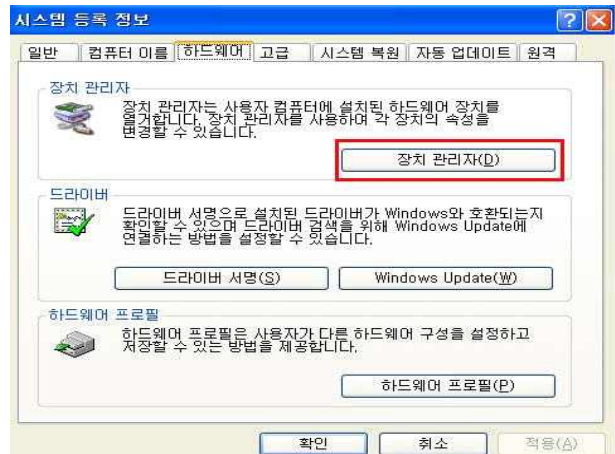 시스템 등록 정보
일반 컴퓨터 이름 하드웨어 고급 시스템 복원 자동 업데이트 원격
장치 관리자
장치 관리자는 사용자 컴퓨터에 설치된 하드웨어 장치를
열거합니다. 장치 관리자를 사용하여 각 장치의 속성을
변경할 수 있습니다.
장치 관리자(D)
드라이버
드라이버 서명으로 설치된 드라이버가 Windows와 호환되는지
확인할 수 있으며 드라이버 검색을 위해 Windows Update에
연결하는 방법을 설정할 수 있습니다.
드라이버 서명(S) Windows Update(W)
하드웨어 프로필
하드웨어 프로필은 사용자가 다른 하드웨어 구성을 설정하고
저장할 수 있는 방법을 제공합니다.
하드웨어 프로필(P)
확인 취소 적용(A)